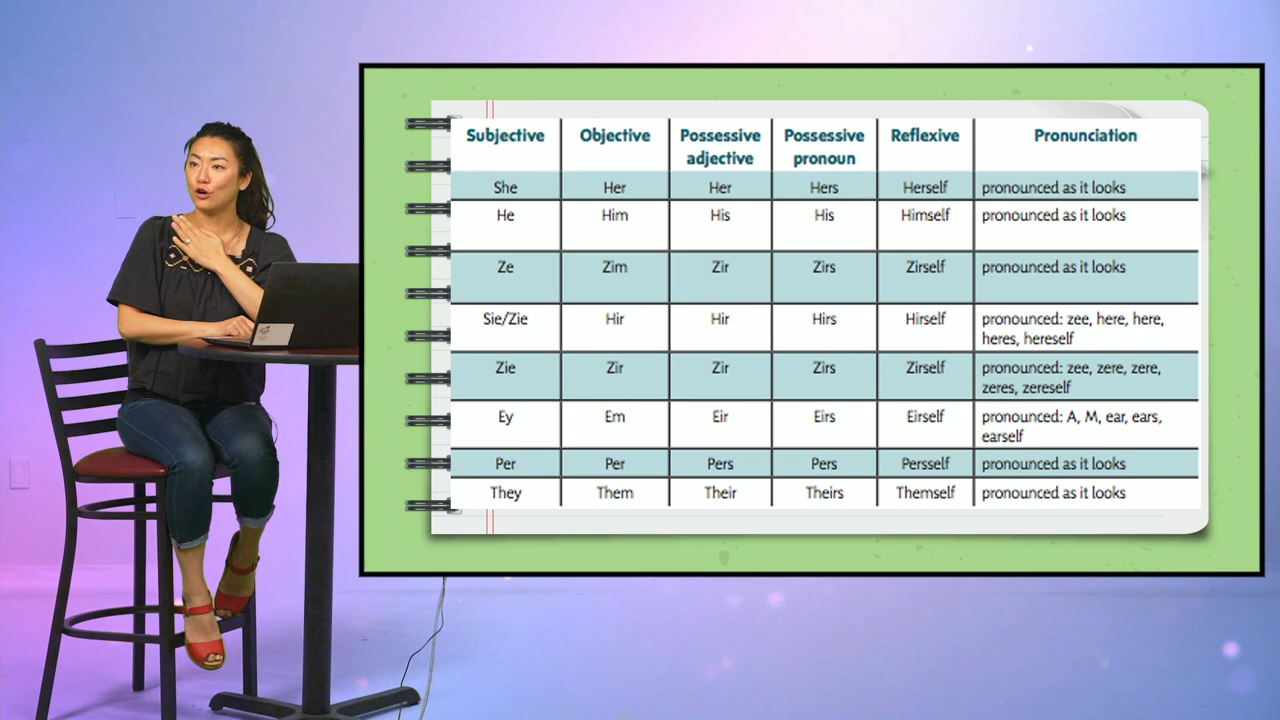 Subjective Objective Possessive adjective Possessive pronoun Reflexive Pronunciation
She Her Her Hers Herself pronounced as it looks
He Him His His Himself pronounced as it looks
Ze Zim Zir Zirs Zirself pronounced as it looks
Sie/Zie Hir Hir Hirs Hirself pronounced: zee, here, here, heres, hereself
Zie Zir Zir Zirs Zirself pronounced: zee, zere, zere, zeres, zereself
Ey Em Eir Eirs Eirself pronounced: A, M, ear, ears, earself
Per Per Pers Pers Persself pronounced as it looks
They Them Their Theirs Themself pronounced as it looks